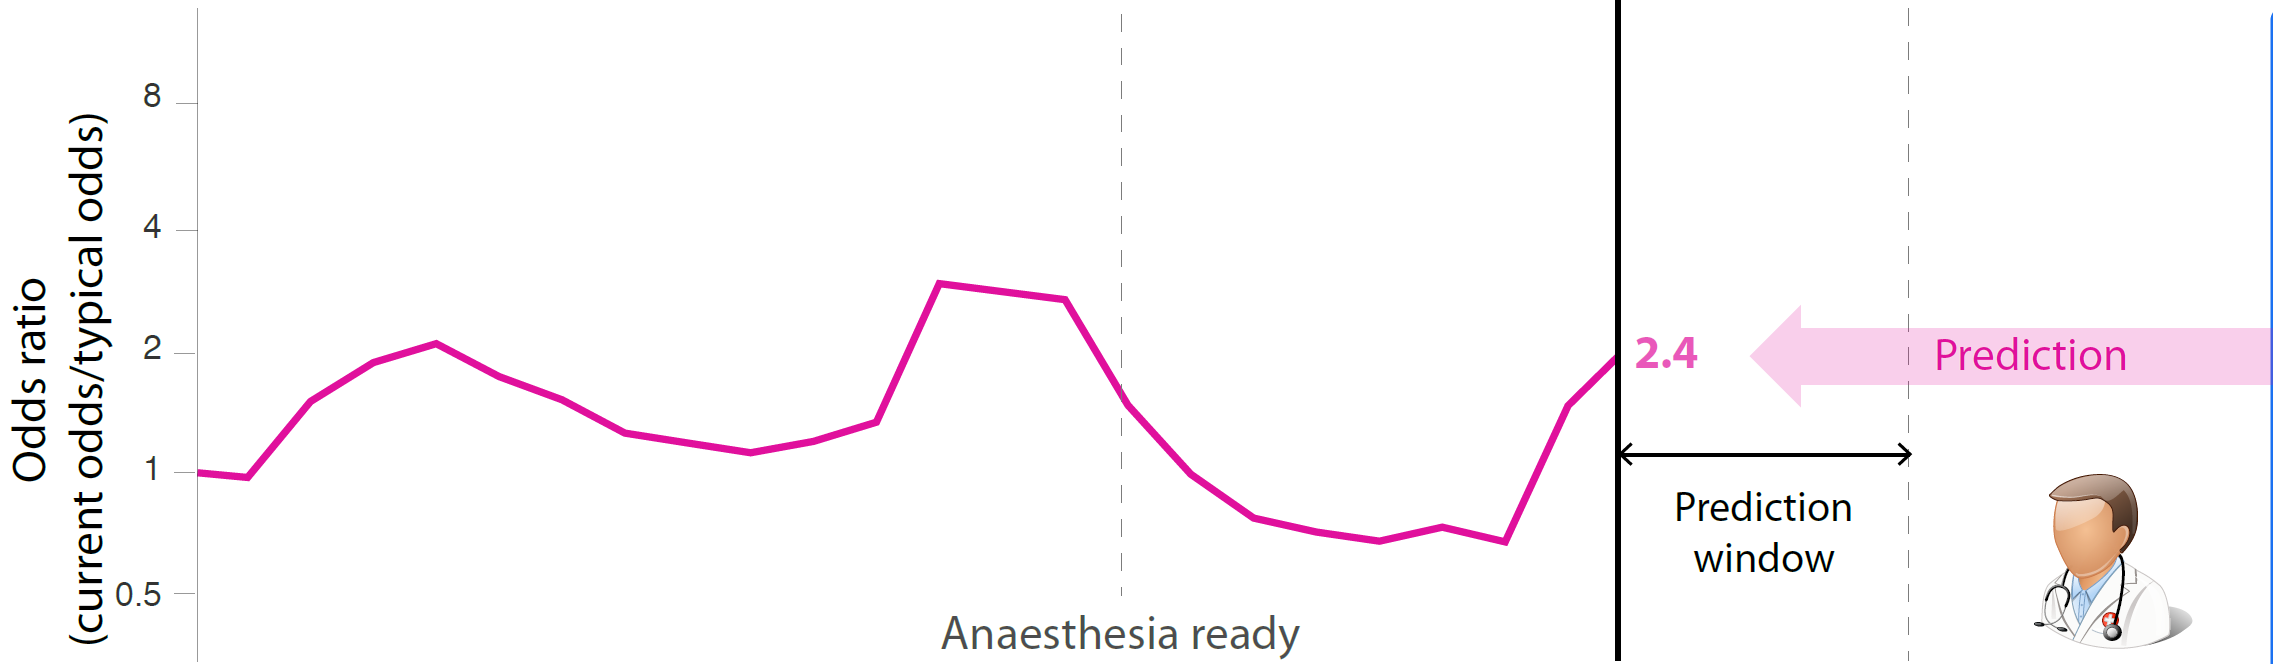 Odds ratio
(current odds/typical odds)
8
4
2
1
0.5
Anaesthesia ready
2.4
Prediction
Prediction
window